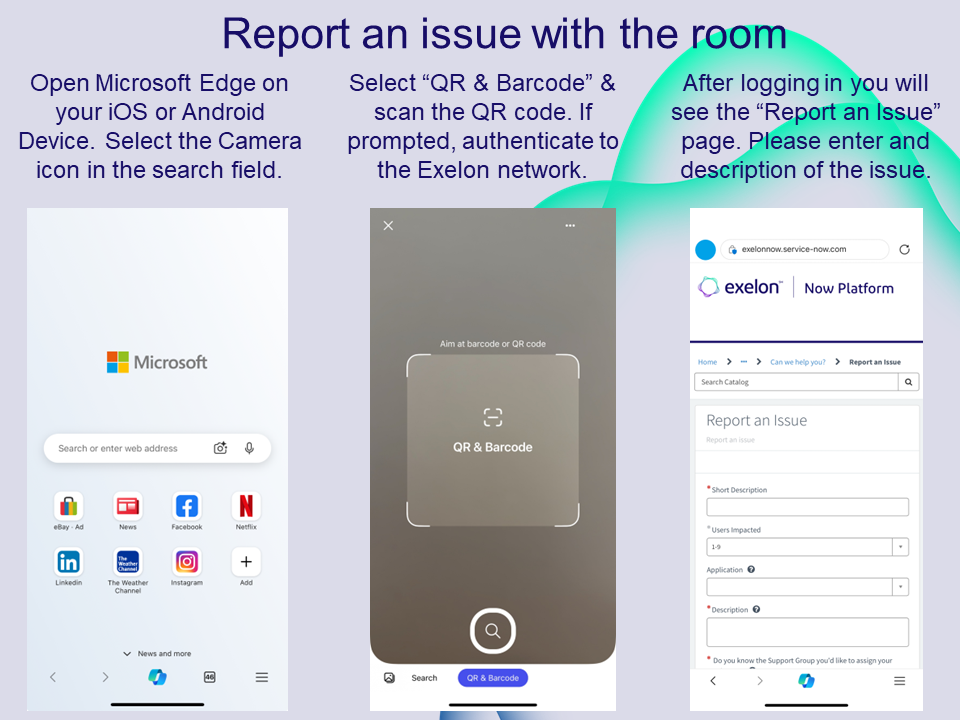 Report an issue with the room
Open Microsoft Edge on
your iOS or Android
Device. Select the Camera
icon in the search field.
Select “QR & Barcode” &
scan the QR code. If
prompted, authenticate to
the Exelon network.
After logging in you will
see the “Report an Issue”
page. Please enter and
description of the issue.
Microsoft
Search or enter web address
eBay · Ad
News
Facebook
Netflix
Linkedin
The Weather Channel
The Weather
Channel
Instagram
Add
News and more
46
Aim at barcode or QR code
QR & Barcode
Search
QR & Barcode
exelonnow.service-now.com
exelon™ | Now Platform
Home > ••• > Can we help you? > Report an Issue
Search Catalog
Report an Issue
Report an issue
*Short Description
*Users Impacted
1-9
Application
*Description
* Do you know the Support Group you'd like to assign your